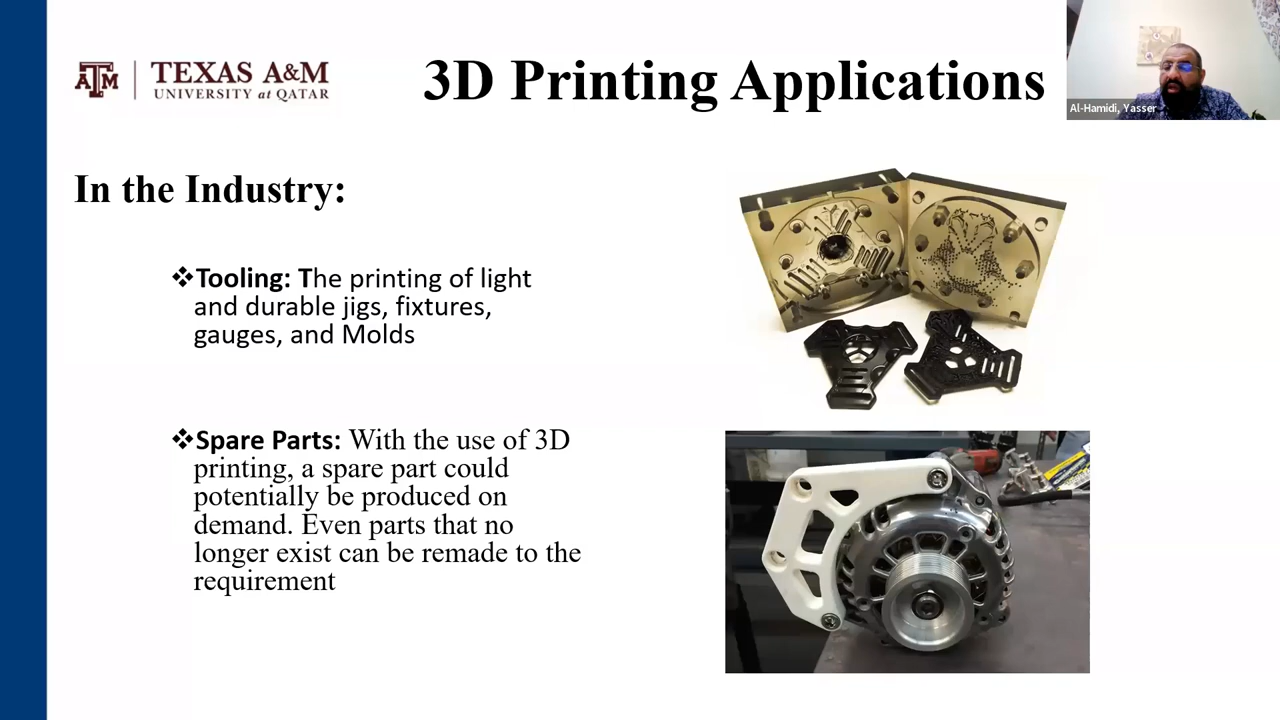 TEXAS A&M
UNIVERSITY at QATAR
3D Printing Applications
Al-Hamidi, Yasser
In the Industry:
❖Tooling: The printing of light
and durable jigs, fixtures,
gauges, and Molds
❖Spare Parts: With the use of 3D
printing, a spare part could
potentially be produced on
demand. Even parts that no
longer exist can be remade to the
requirement